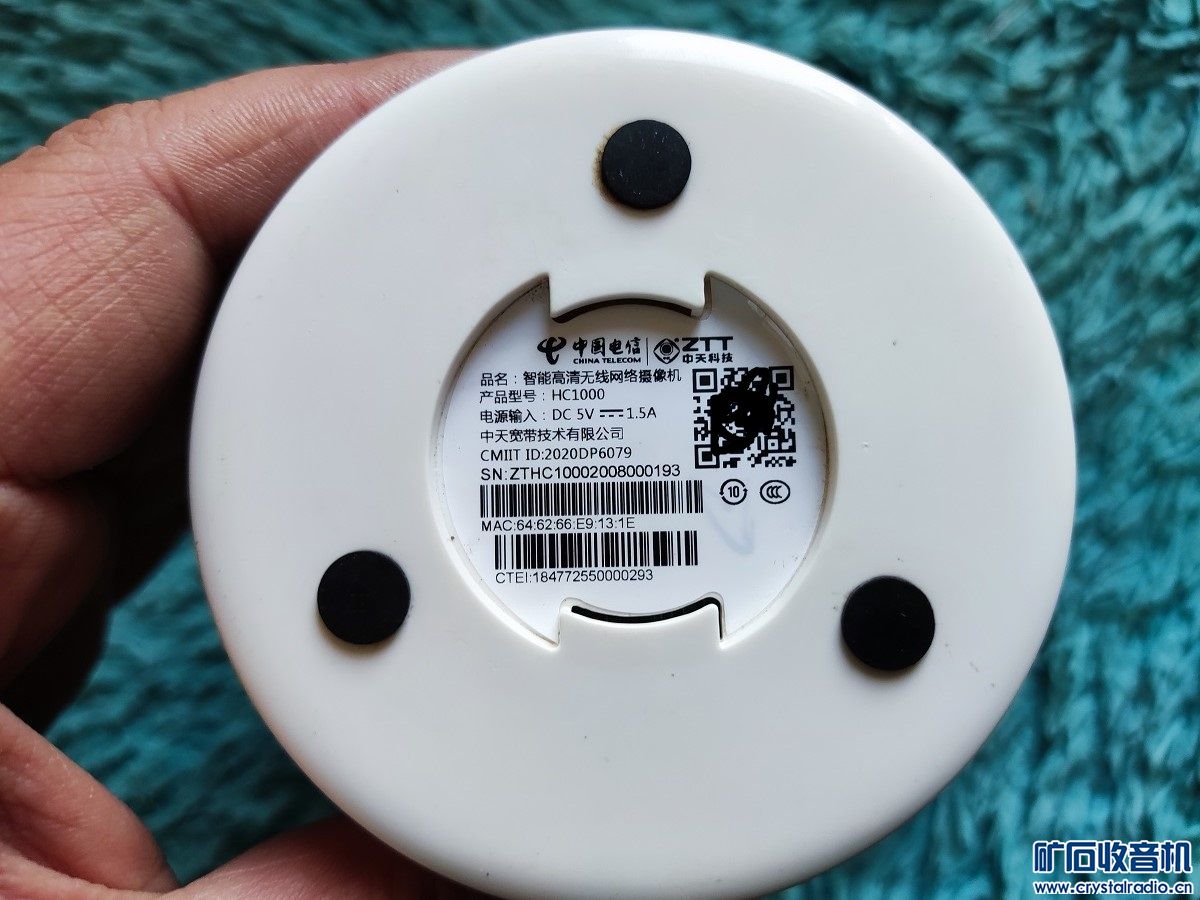 中国电信 CHINA TELECOM ZTT 中天科技
品名：智能高清无线网络摄像机
产品型号：HC1000
电源输入：DC 5V ⎓ 1.5A
中天宽带技术有限公司
CMIIT ID:2020DP6079
SN:ZTHC10002008000193
10 CCC
MAC:64:62:66:E9:13:1E
CTEI:184772550000293
矿石收音机
www.crystalradio.cn